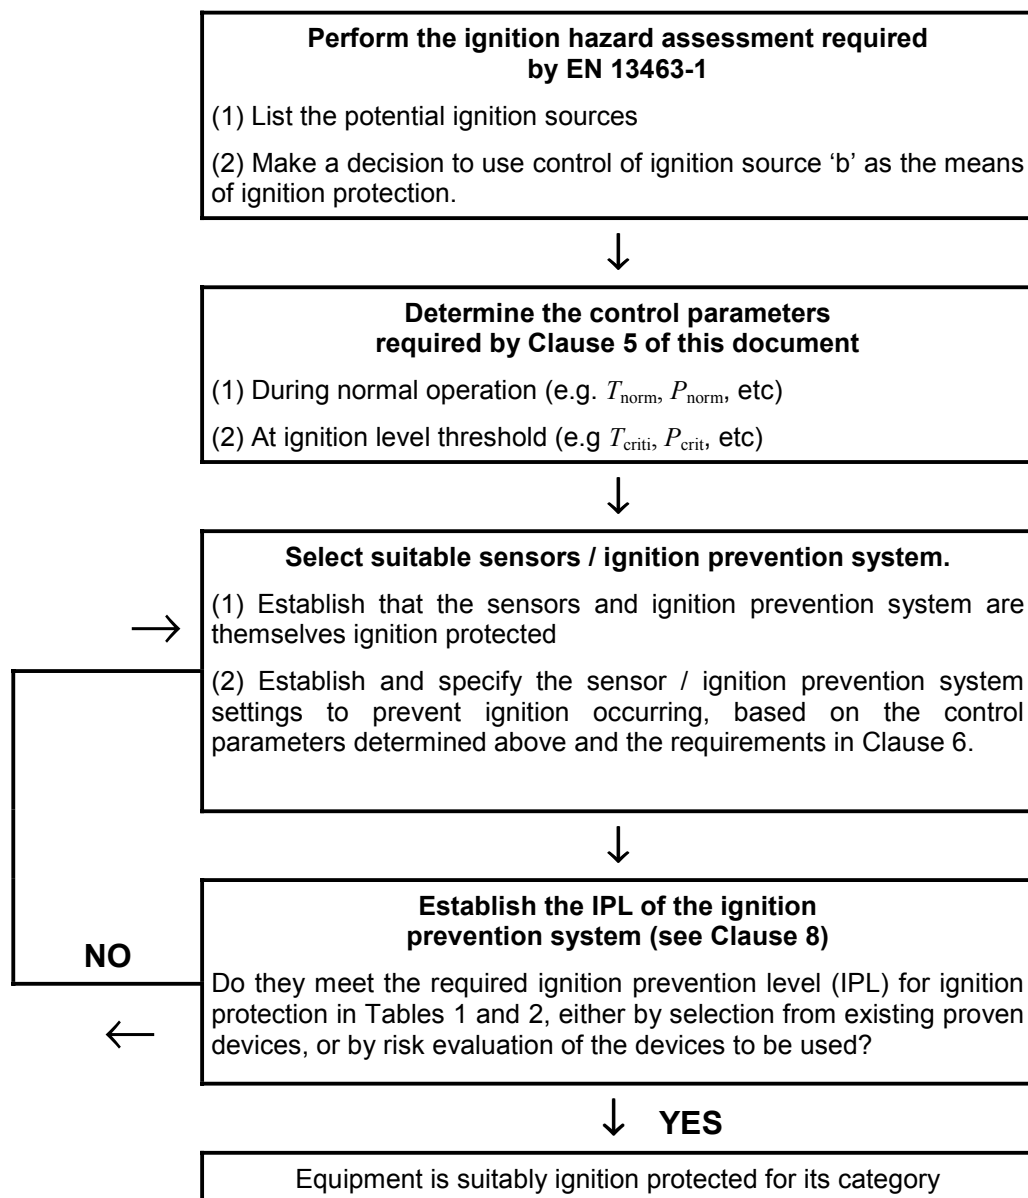 Perform the ignition hazard assessment required
by EN 13463-1
(1) List the potential ignition sources
(2) Make a decision to use control of ignition source ‘b’ as the means
of ignition protection.
↓
Determine the control parameters
required by Clause 5 of this document
(1) During normal operation (e.g. Tnorm, Pnorm, etc)
(2) At ignition level threshold (e.g Tcriti, Pcrit, etc)
↓
Select suitable sensors / ignition prevention system.
(1) Establish that the sensors and ignition prevention system are
themselves ignition protected
→
(2) Establish and specify the sensor / ignition prevention system
settings to prevent ignition occurring, based on the control
parameters determined above and the requirements in Clause 6.
↓
Establish the IPL of the ignition
prevention system (see Clause 8)
NO
Do they meet the required ignition prevention level (IPL) for ignition
protection in Tables 1 and 2, either by selection from existing proven
devices, or by risk evaluation of the devices to be used?
←
↓ YES
Equipment is suitably ignition protected for its category